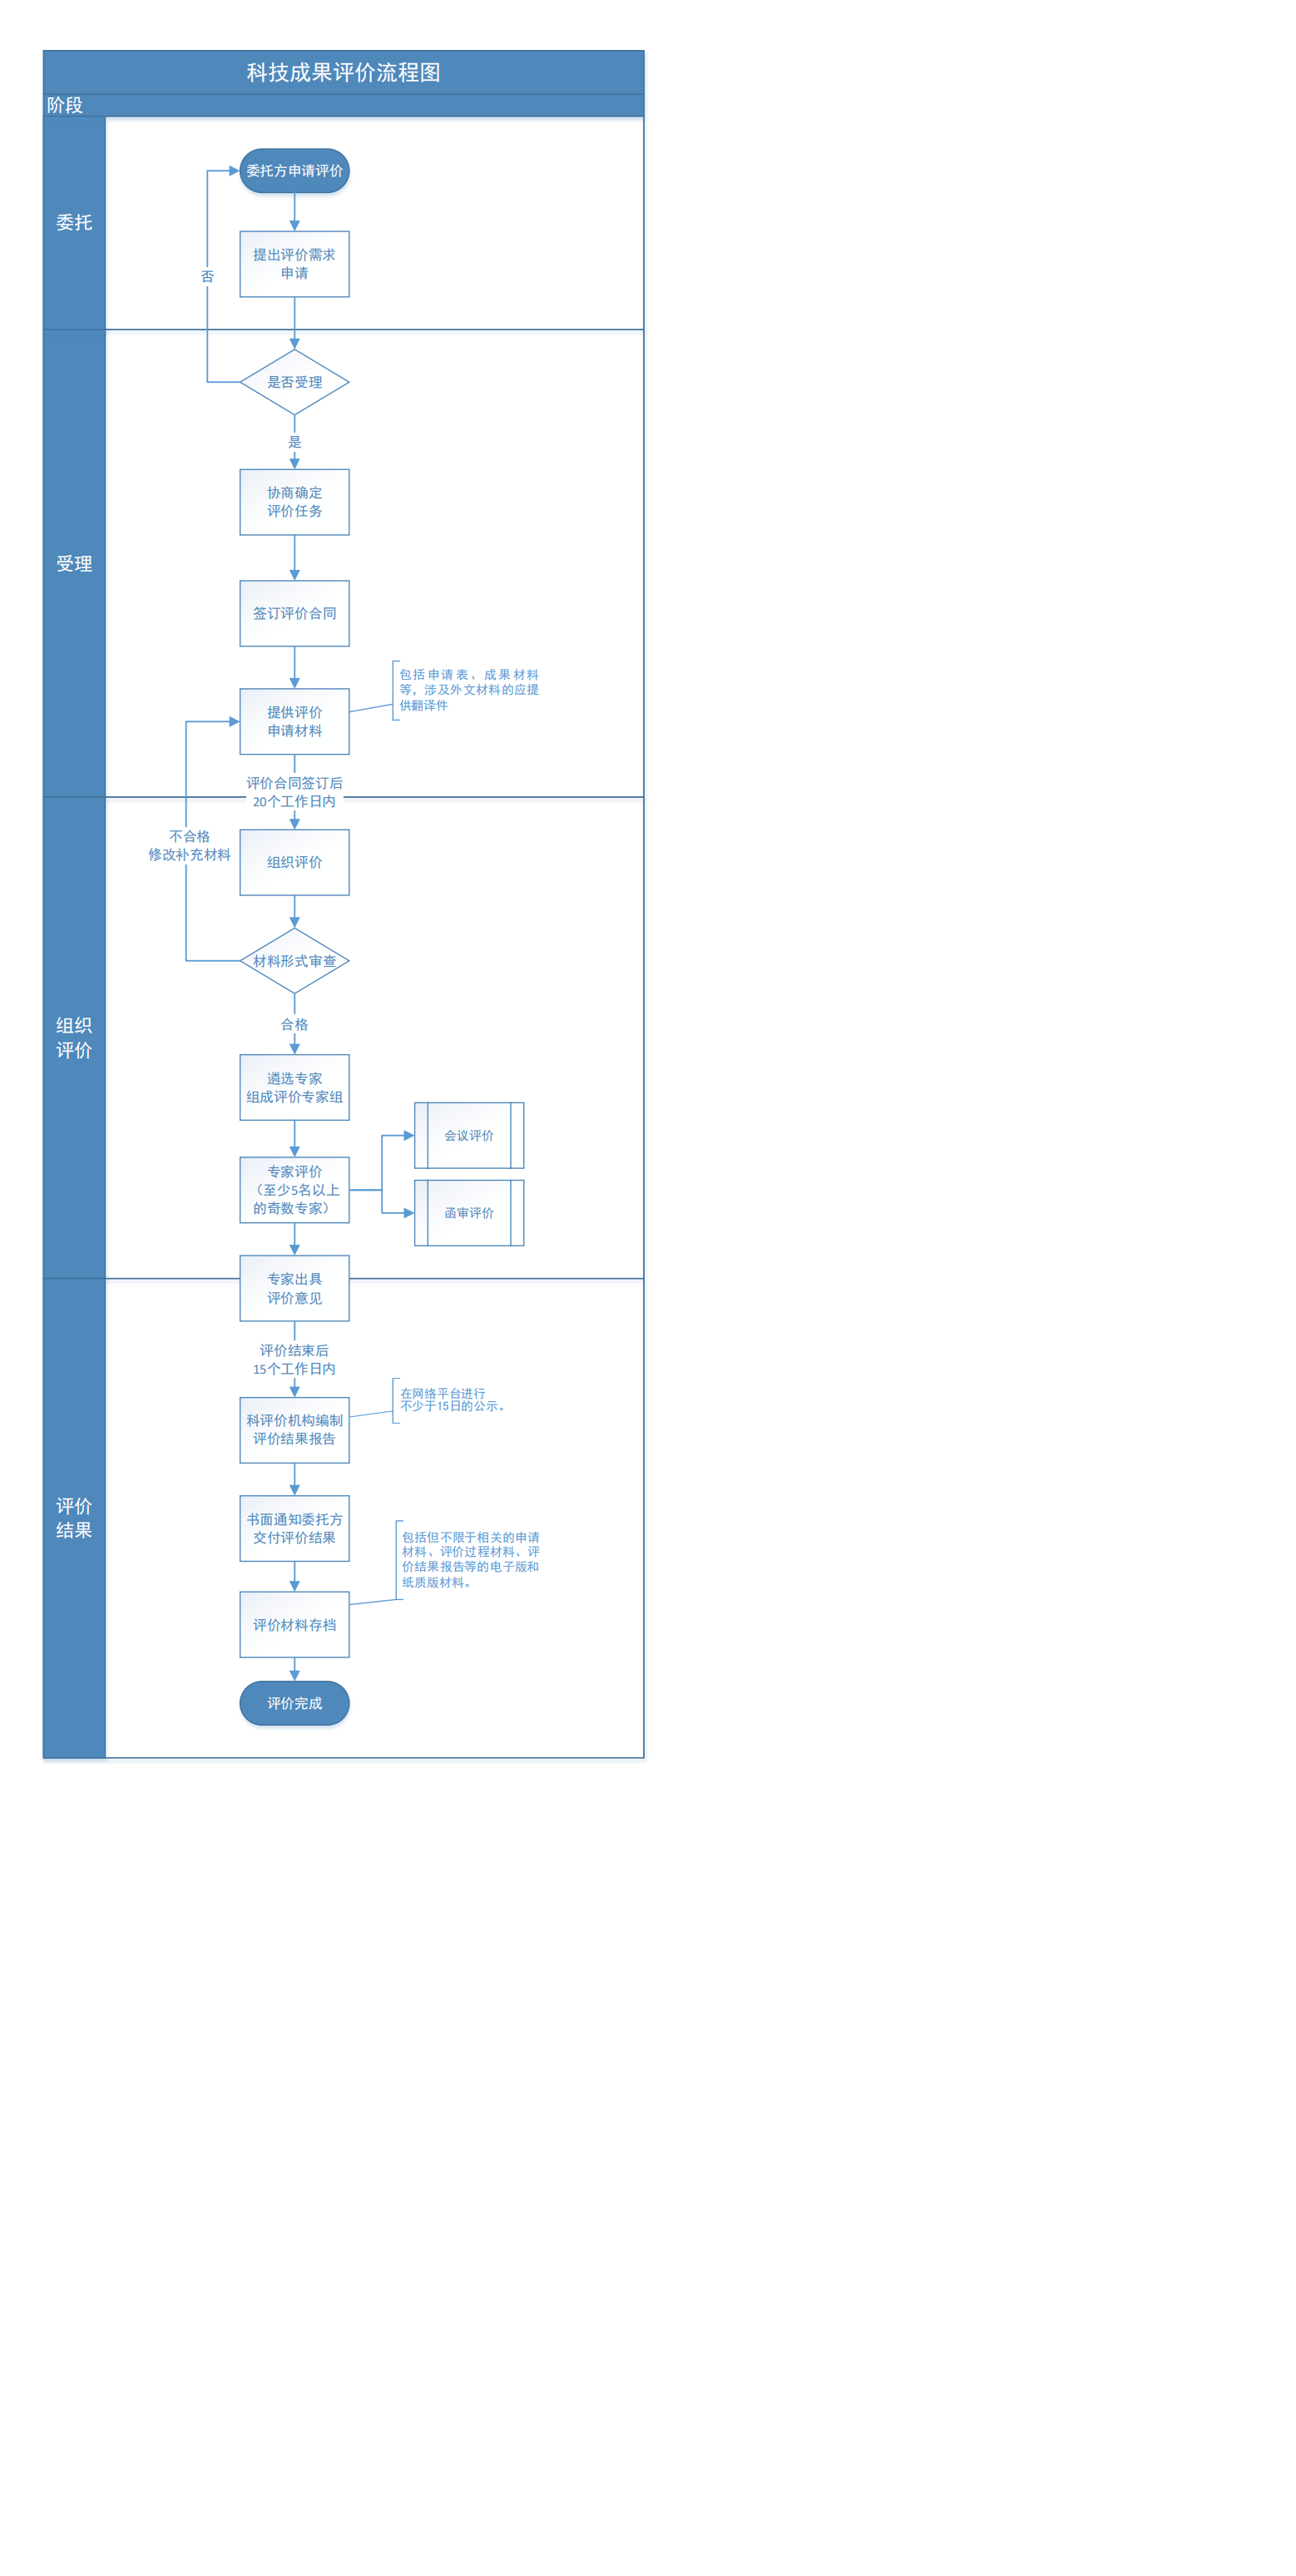 科技成果评价流程图
阶段
委托
委托方申请评价
提出评价需求
申请
否
受理
是否受理
是
协商确定
评价任务
签订评价合同
提供评价
申请材料
包括申请表、成果材料
等，涉及外文材料的应提
供翻译件
评价合同签订后
20个工作日内
组织
评价
不合格
修改补充材料
组织评价
材料形式审查
合格
遴选专家
组成评价专家组
专家评价
（至少5名以上
的奇数专家）
会议评价
函审评价
专家出具
评价意见
评价结束后
15个工作日内
评价
结果
科评价机构编制
评价结果报告
在网络平台进行
不少于15日的公示。
书面通知委托方
交付评价结果
包括但不限于相关的申请
材料、评价过程材料、评
价结果报告等的电子版和
纸质版材料。
评价材料存档
评价完成